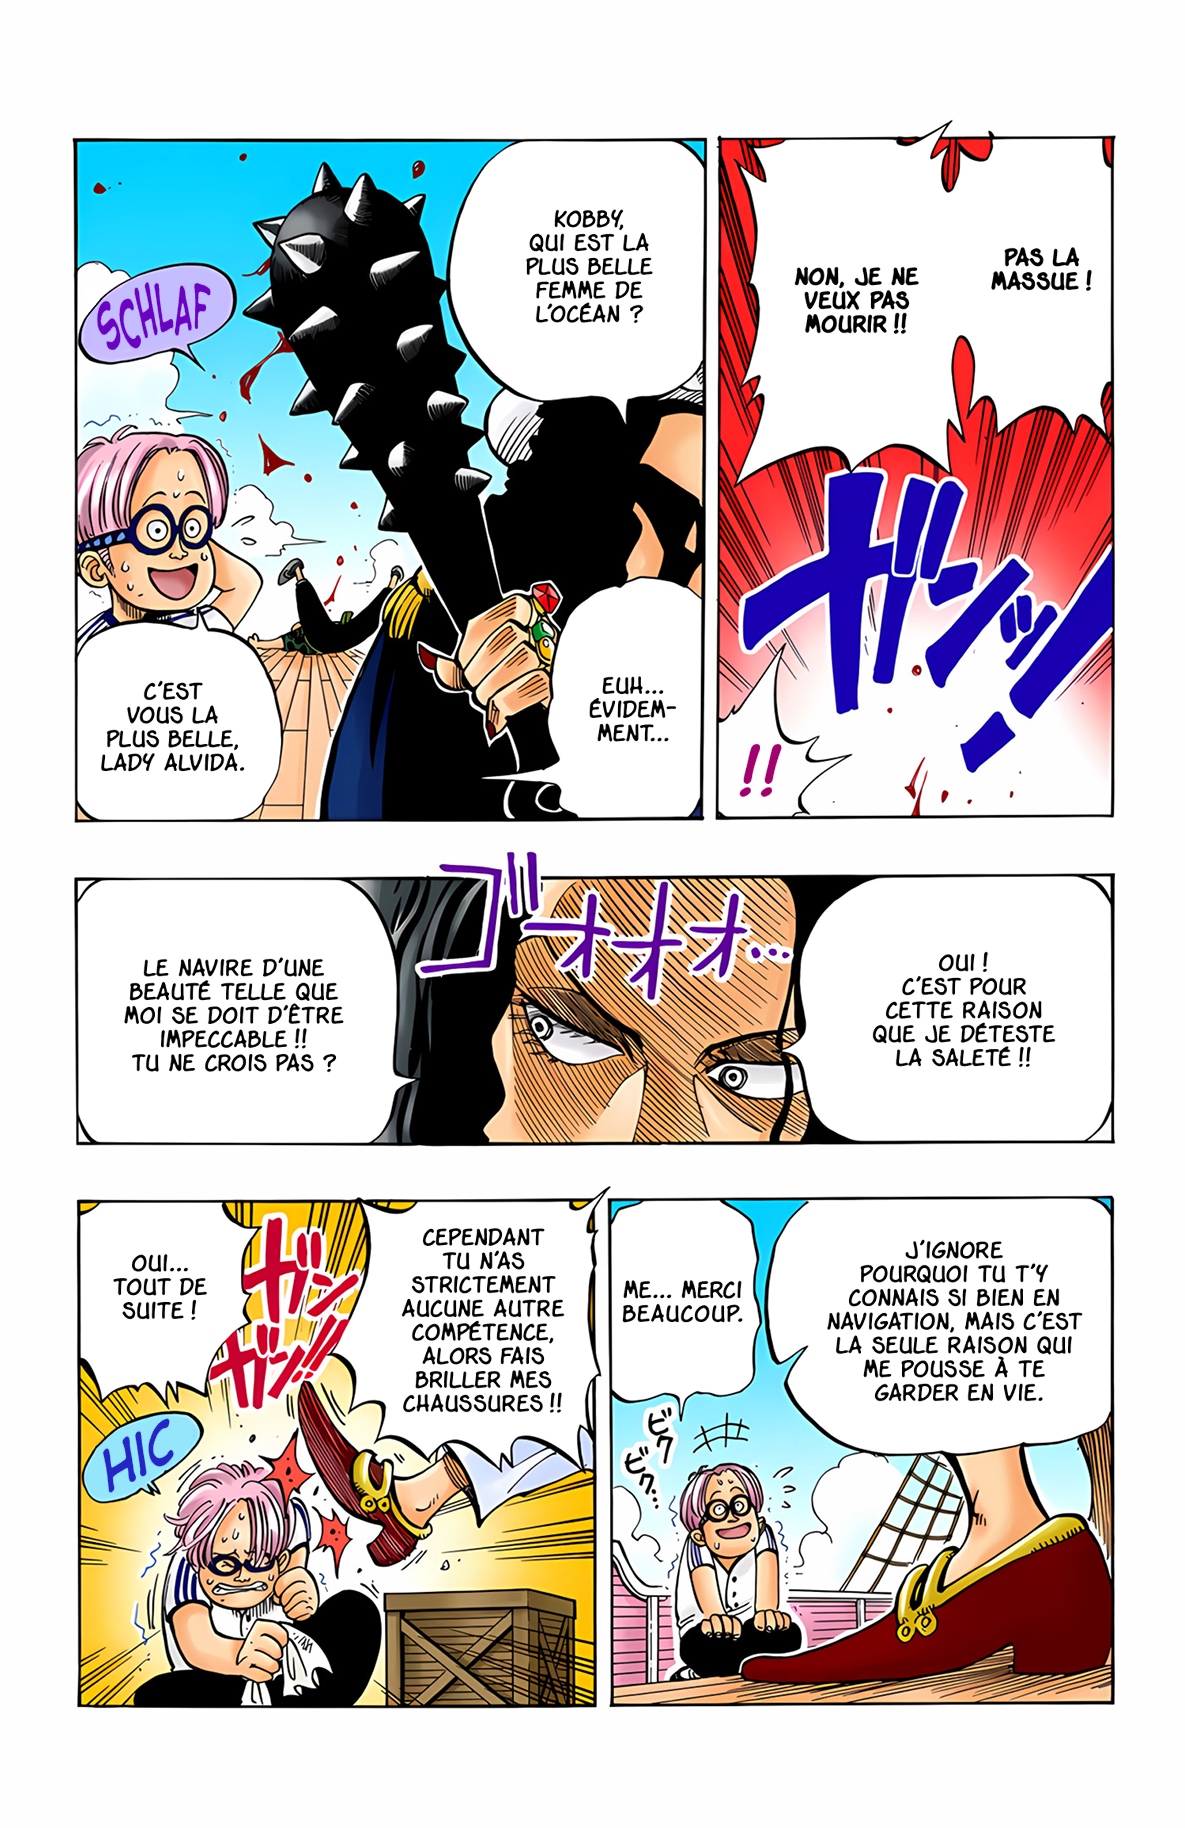 PAS LA
MASSUE !
NON, JE NE
VEUX PAS
MOURIR !!
ガンッ!
!!
KOBBY,
QUI EST LA
PLUS BELLE
FEMME DE
L'OCÉAN ?
SCHLAF
EUH...
ÉVIDEM-
MENT...
C'EST
VOUS LA
PLUS BELLE,
LADY ALVIDA.
OUI !
C'EST POUR
CETTE RAISON
QUE JE DÉTESTE
LA SALETÉ !!
ゴオオオ...
LE NAVIRE D'UNE
BEAUTÉ TELLE QUE
MOI SE DOIT D'ÊTRE
IMPECCABLE !!
TU NE CROIS PAS ?
J'IGNORE
POURQUOI TU T'Y
CONNAIS SI BIEN EN
NAVIGATION, MAIS C'EST
LA SEULE RAISON QUI
ME POUSSE À TE
GARDER EN VIE.
ME... MERCI
BEAUCOUP.
ビク
ビク...
CEPENDANT
TU N'AS
STRICTEMENT
AUCUNE AUTRE
COMPÉTENCE,
ALORS FAIS
BRILLER MES
CHAUSSURES !!
ガン
ガン!!
OUI...
TOUT DE
SUITE !
HIC